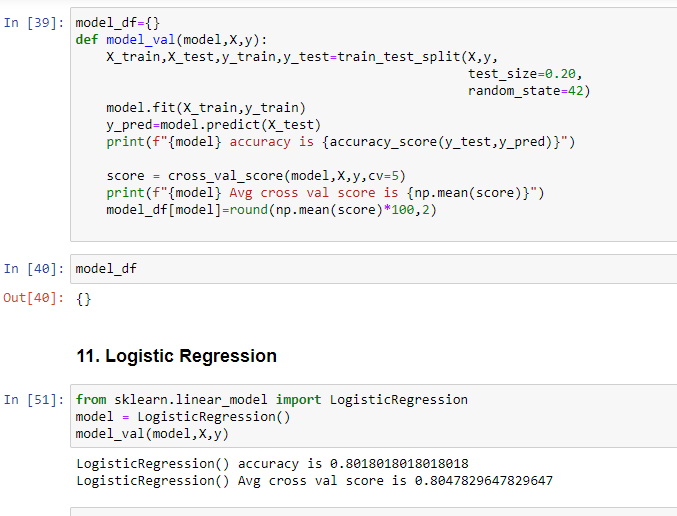 In [39]: model_df={}
def model_val(model,X,y):
    X_train,X_test,y_train,y_test=train_test_split(X,y,
                                                   test_size=0.20,
                                                   random_state=42)
    model.fit(X_train,y_train)
    y_pred=model.predict(X_test)
    print(f"{model} accuracy is {accuracy_score(y_test,y_pred)}")
    score = cross_val_score(model,X,y,cv=5)
    print(f"{model} Avg cross val score is {np.mean(score)}")
    model_df[model]=round(np.mean(score)*100,2)
In [40]: model_df
Out[40]: {}
11. Logistic Regression
In [51]: from sklearn.linear_model import LogisticRegression
model = LogisticRegression()
model_val(model,X,y)
LogisticRegression() accuracy is 0.8018018018018018
LogisticRegression() Avg cross val score is 0.8047829647829647